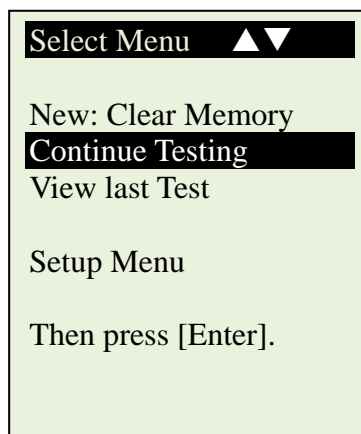 Select Menu ▲▼
New: Clear Memory
Continue Testing
View last Test
Setup Menu
Then press [Enter].